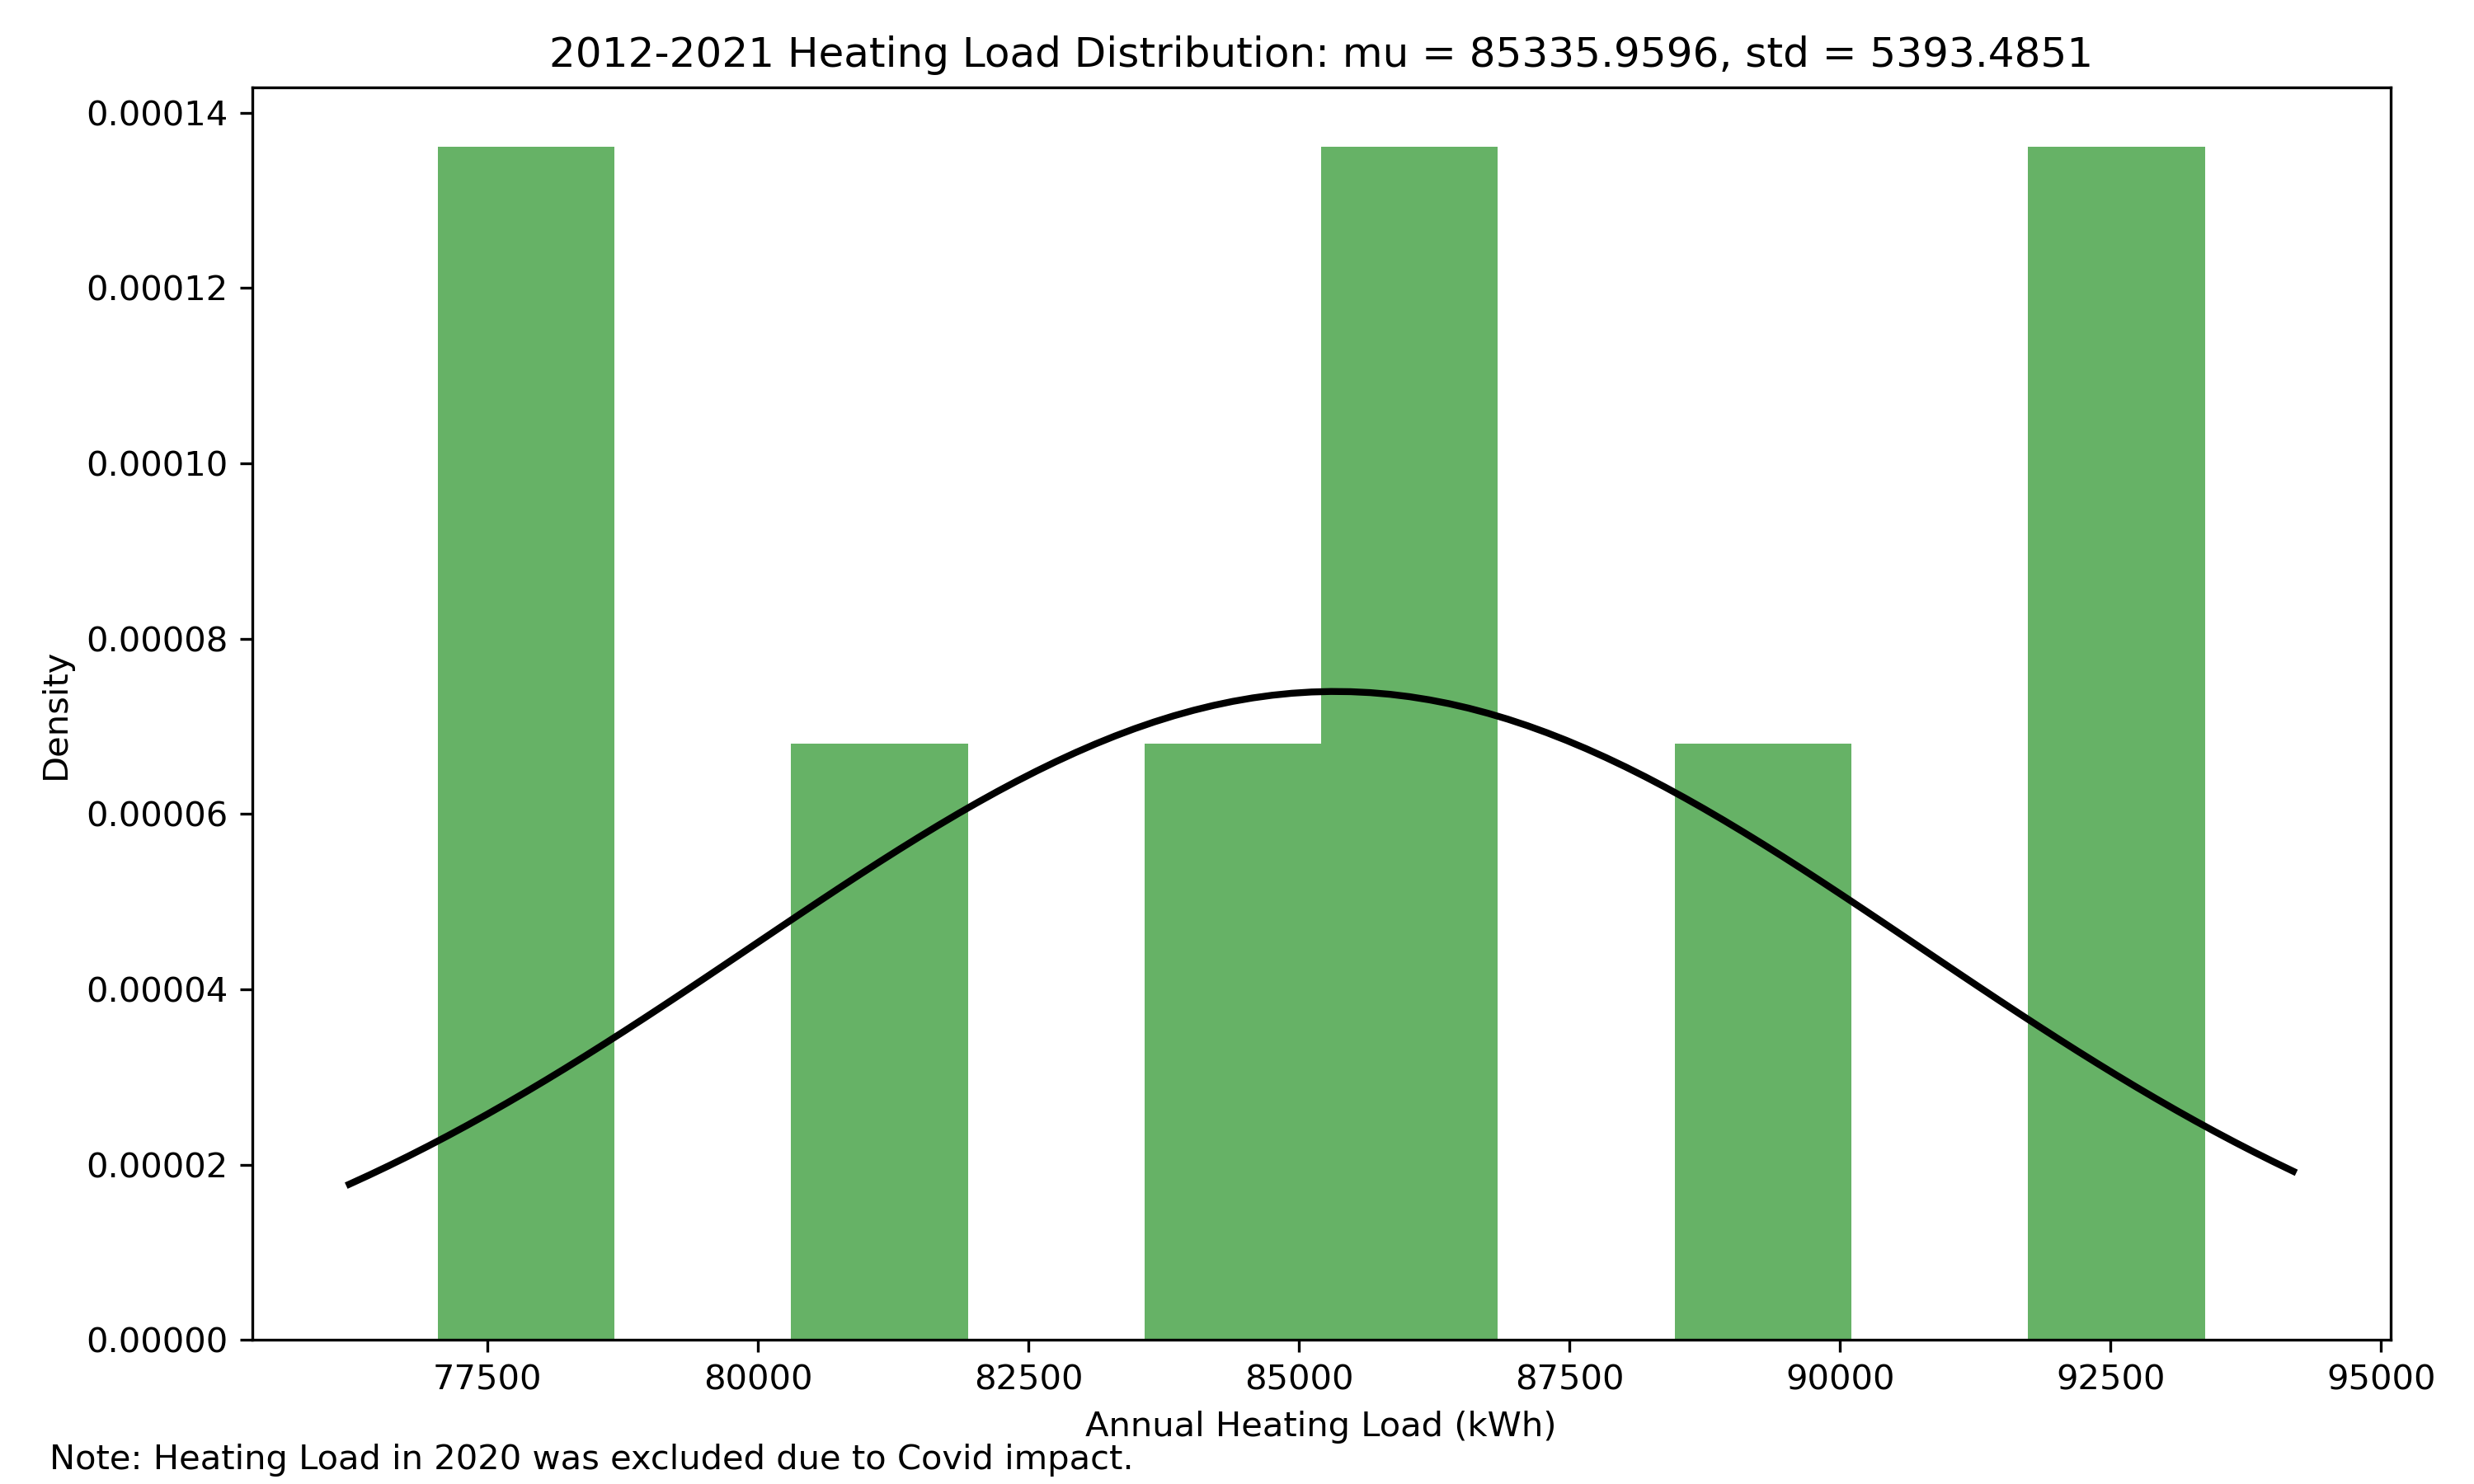 2012-2021 Heating Load Distribution: mu = 85335.9596, std = 5393.4851
0.00014
0.00012
0.00010
0.00008
0.00006
0.00004
0.00002
0.00000
Density
77500 80000 82500 85000 87500 90000 92500 95000
Annual Heating Load (kWh)
Note: Heating Load in 2020 was excluded due to Covid impact.